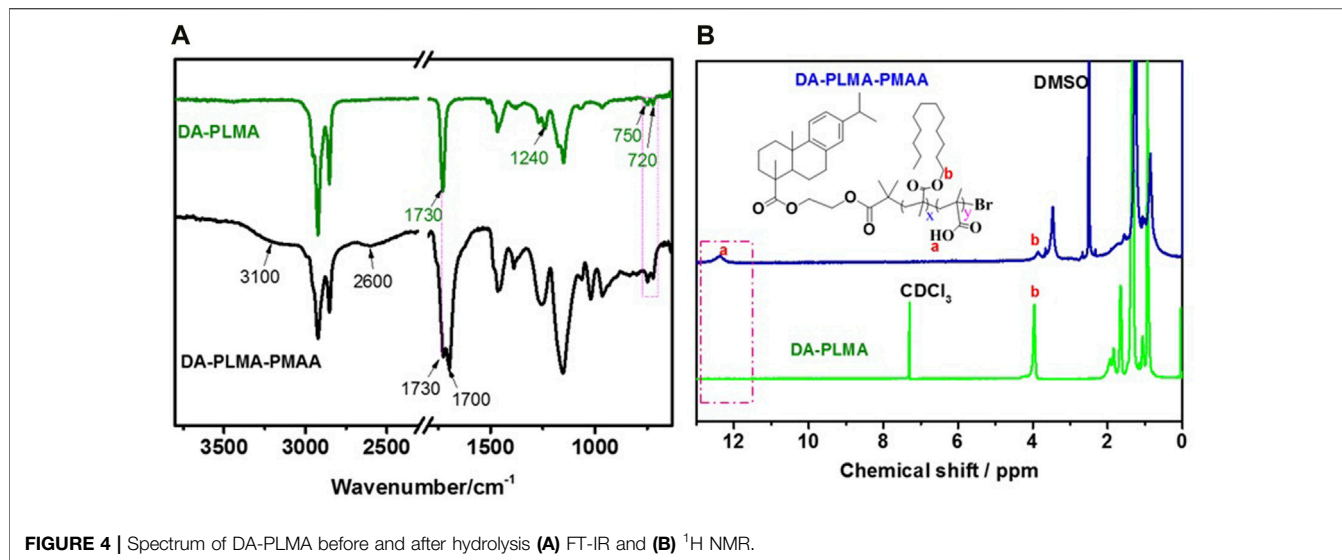 A
DA-PLMA
1730
1240
750
720
3100
2600
DA-PLMA-PMAA
1730
1700
3500
2500
1500
1000
Wavenumber/cm⁻¹
B
DA-PLMA-PMAA
DMSO
b
O
O
O
O
O
O
Br
x
y
HO
O
a
a
b
CDCl₃
b
DA-PLMA
12
10
8
6
4
2
0
Chemical shift / ppm
FIGURE 4 | Spectrum of DA-PLMA before and after hydrolysis (A) FT-IR and (B) ¹H NMR.